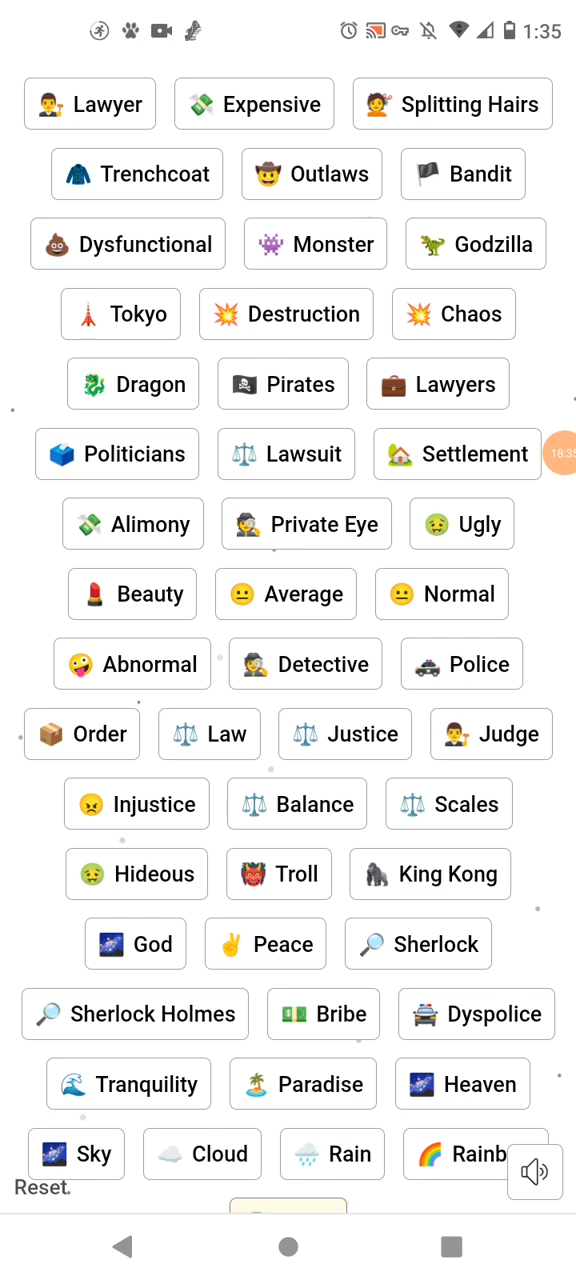 1:35
Lawyer Expensive Splitting Hairs
Trenchcoat Outlaws Bandit
Dysfunctional Monster Godzilla
Tokyo Destruction Chaos
Dragon Pirates Lawyers
Politicians Lawsuit Settlement
18:35
Alimony Private Eye Ugly
Beauty Average Normal
Abnormal Detective Police
Order Law Justice Judge
Injustice Balance Scales
Hideous Troll King Kong
God Peace Sherlock
Sherlock Holmes Bribe Dyspolice
Tranquility Paradise Heaven
Sky Cloud Rain Rainb
Reset.